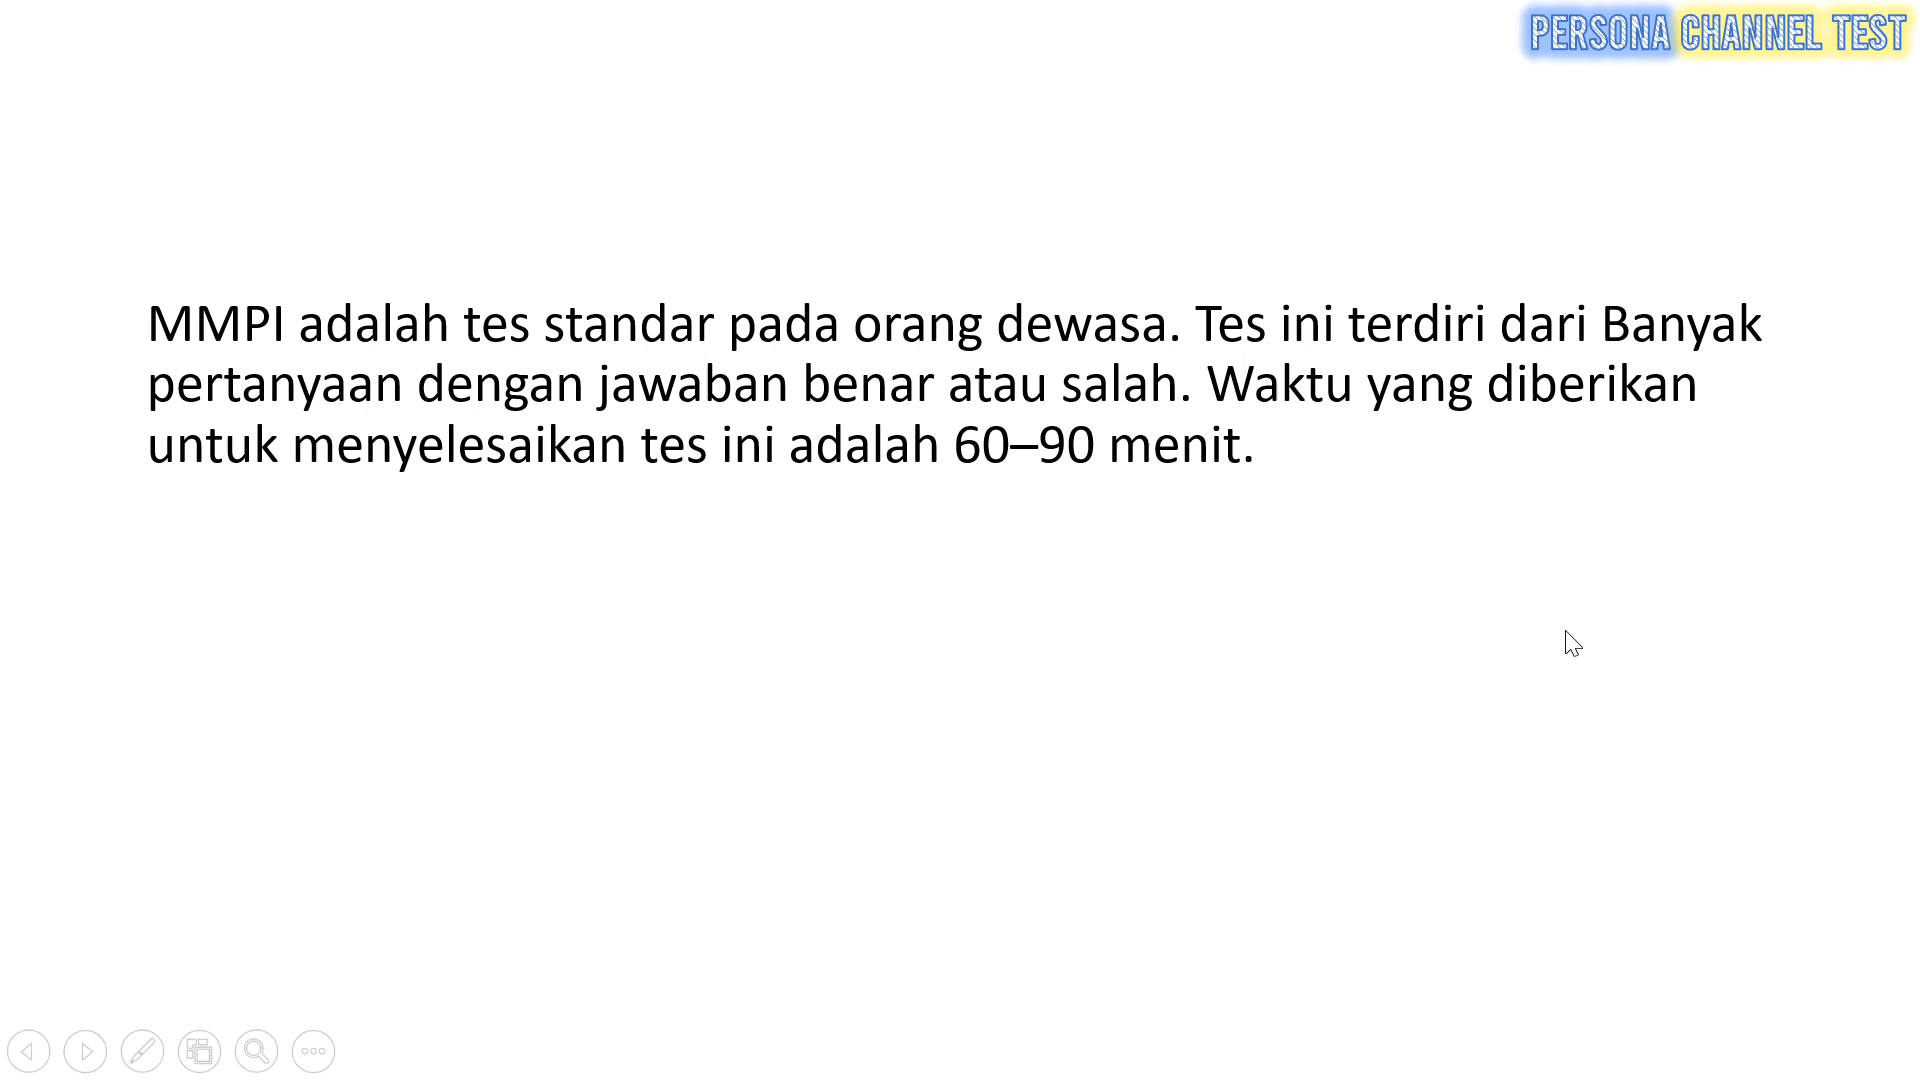 PERSONA CHANNEL TEST
MMPI adalah tes standar pada orang dewasa. Tes ini terdiri dari Banyak
pertanyaan dengan jawaban benar atau salah. Waktu yang diberikan
untuk menyelesaikan tes ini adalah 60–90 menit.